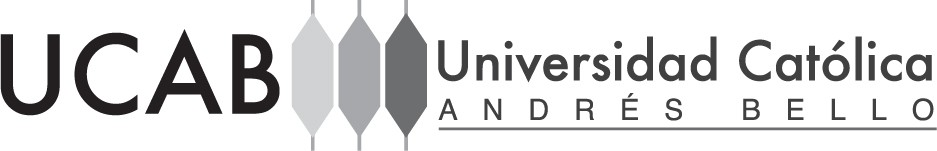 UCAB
Universidad Católica
ANDRÉS BELLO